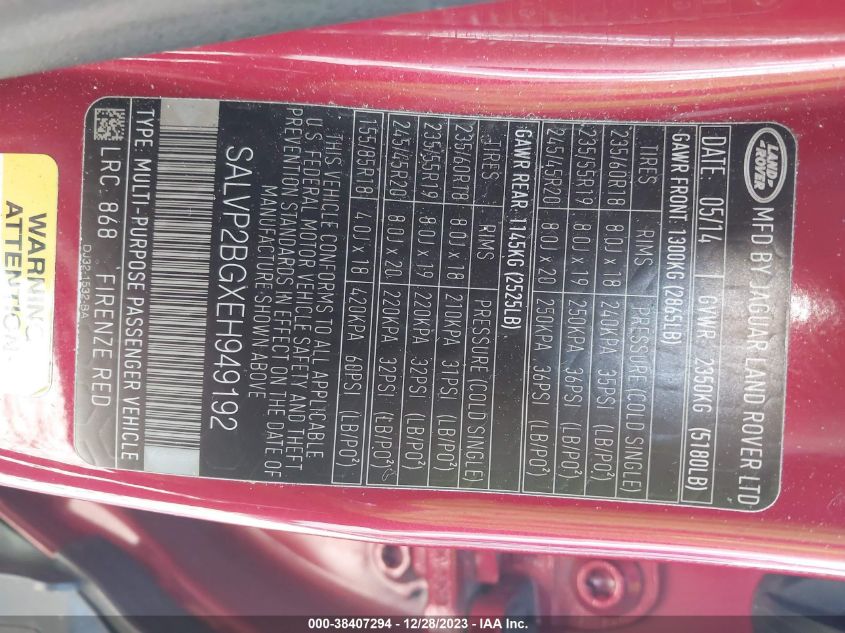 LAND
ROVER
MFD BY JAGUAR LAND ROVER LTD
DATE: 05/14 GVWR 2350KG (5180LB)
GAWR FRONT: 1300KG (2865LB)
TIRES RIMS PRESSURE (COLD SINGLE)
235/60R18 8.0J × 18 240KPA 35PSI (LB/PO²)
235/55R19 8.0J × 19 250KPA 36PSI (LB/PO²)
245/45R20 8.0J × 20 250KPA 36PSI (LB/PO²)
GAWR REAR: 1145KG (2525LB)
TIRES RIMS PRESSURE (COLD SINGLE)
235/60R18 8.0J × 18 210KPA 31PSI (LB/PO²)
235/55R19 8.0J × 19 220KPA 32PSI (LB/PO²)
245/45R20 8.0J × 20 220KPA 32PSI (LB/PO²)
155/85R18 4.0J × 18 420KPA 60PSI (LB/PO²)
THIS VEHICLE CONFORMS TO ALL APPLICABLE
U.S. FEDERAL MOTOR VEHICLE SAFETY AND THEFT
PREVENTION STANDARDS IN EFFECT ON THE DATE OF
MANUFACTURE SHOWN ABOVE
SALVP2BGXEH949192
TYPE: MULTI-PURPOSE PASSENGER VEHICLE
LRC 868 FIRENZE RED
DJ32-1532-BA
WARNING
ATTENTION
000-38407294 - 12/28/2023 - IAA Inc.